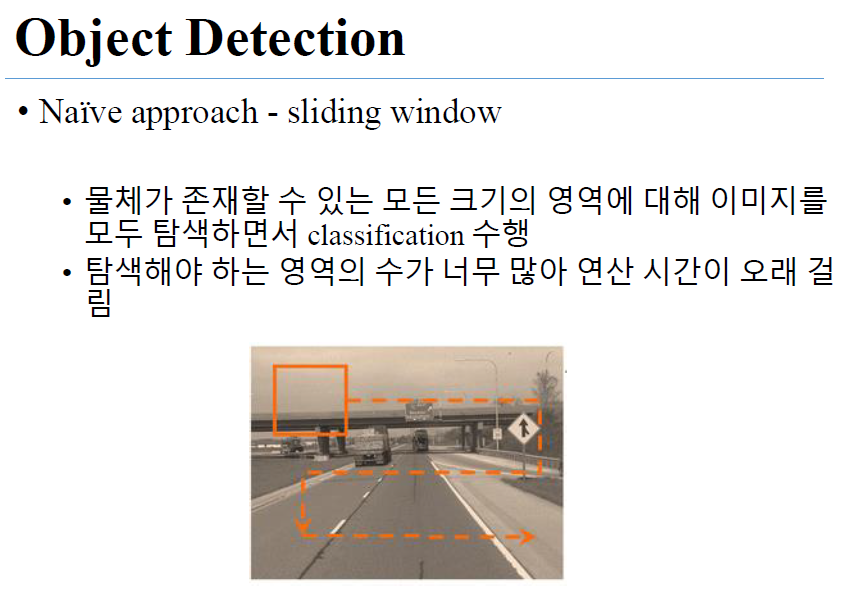 Object Detection
• Naïve approach - sliding window
• 물체가 존재할 수 있는 모든 크기의 영역에 대해 이미지를
모두 탐색하면서 classification 수행
• 탐색해야 하는 영역의 수가 너무 많아 연산 시간이 오래 걸
림